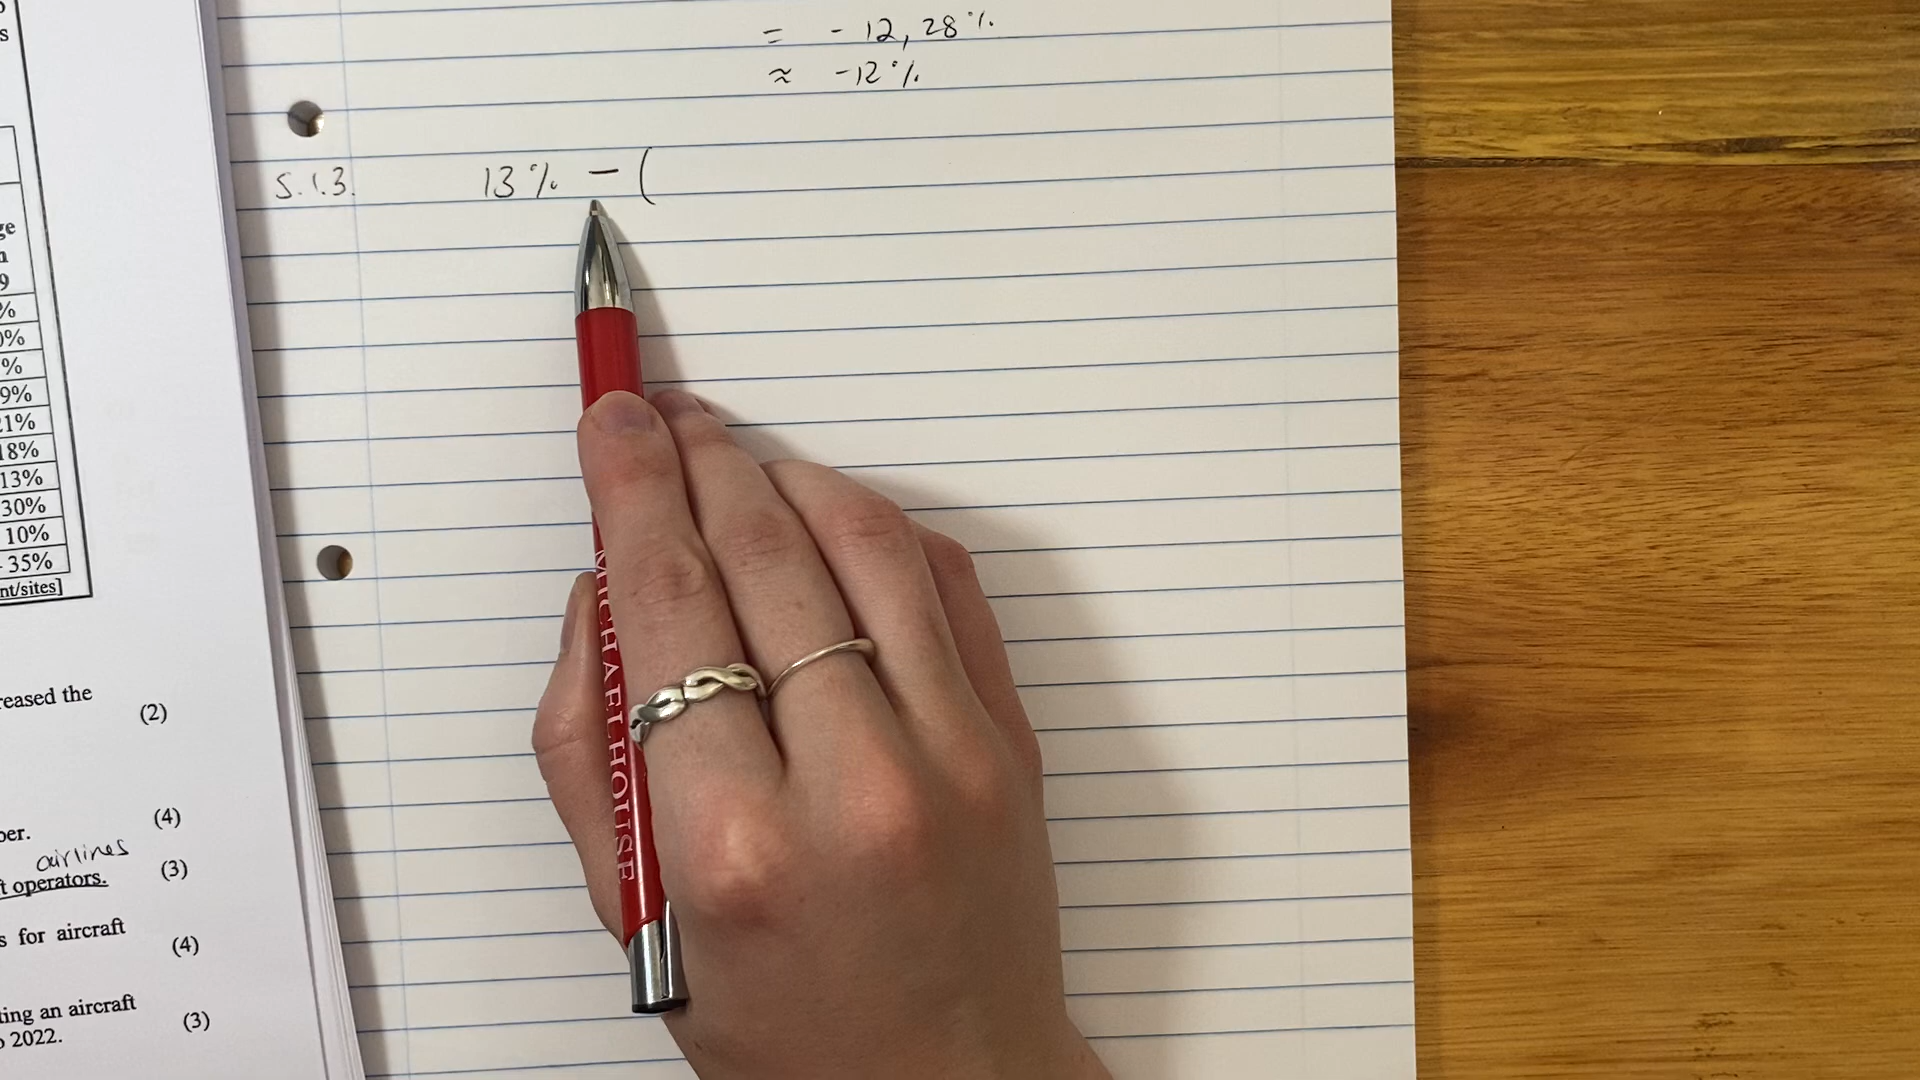 = - 12,28%
≈ -12%
5.1.3. 13% - (
s
ge
9
%
0%
%
9%
21%
18%
13%
30%
10%
- 35%
nt/sites]
reased the
(2)
(4)
ber.
airlines
t operators. (3)
s for aircraft
(4)
ting an aircraft
(3)
2022.
MICHAELHOUSE